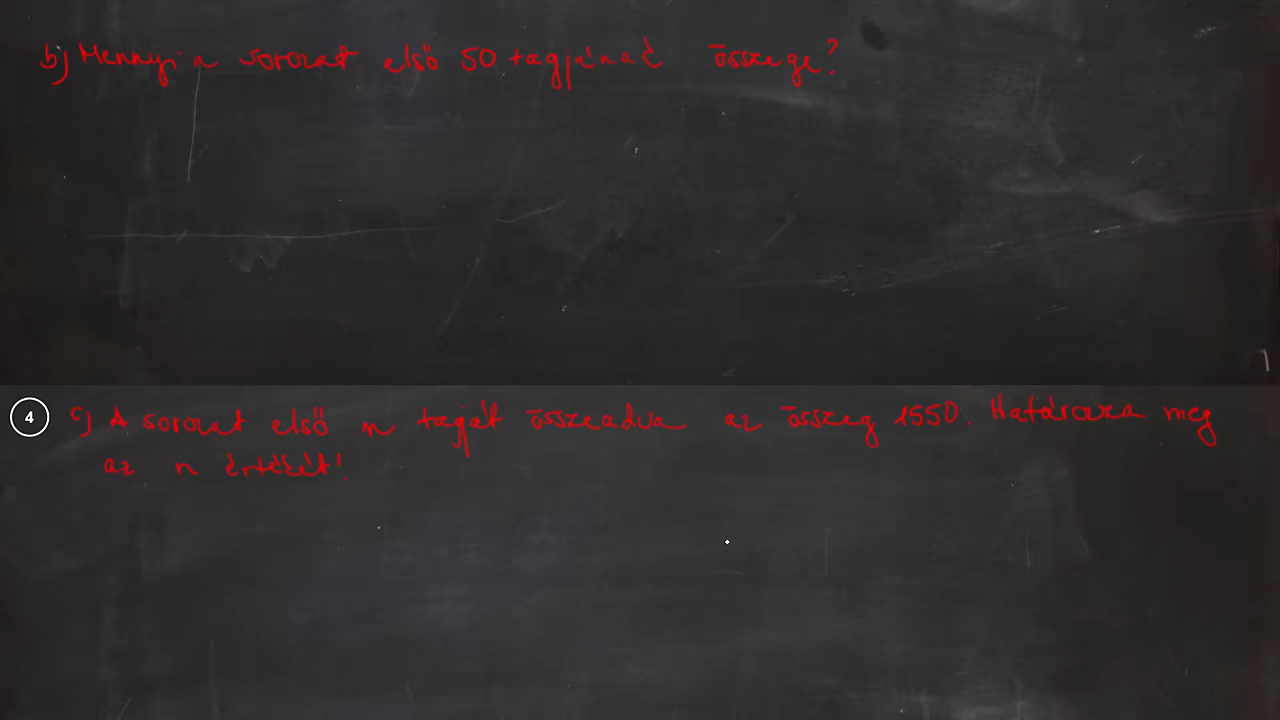 b) Mennyi a sorozat első 50 tagjának összege?
4
c) A sorozat első n tagját összeadva az összeg 1550. Határozza meg
az n értékét!